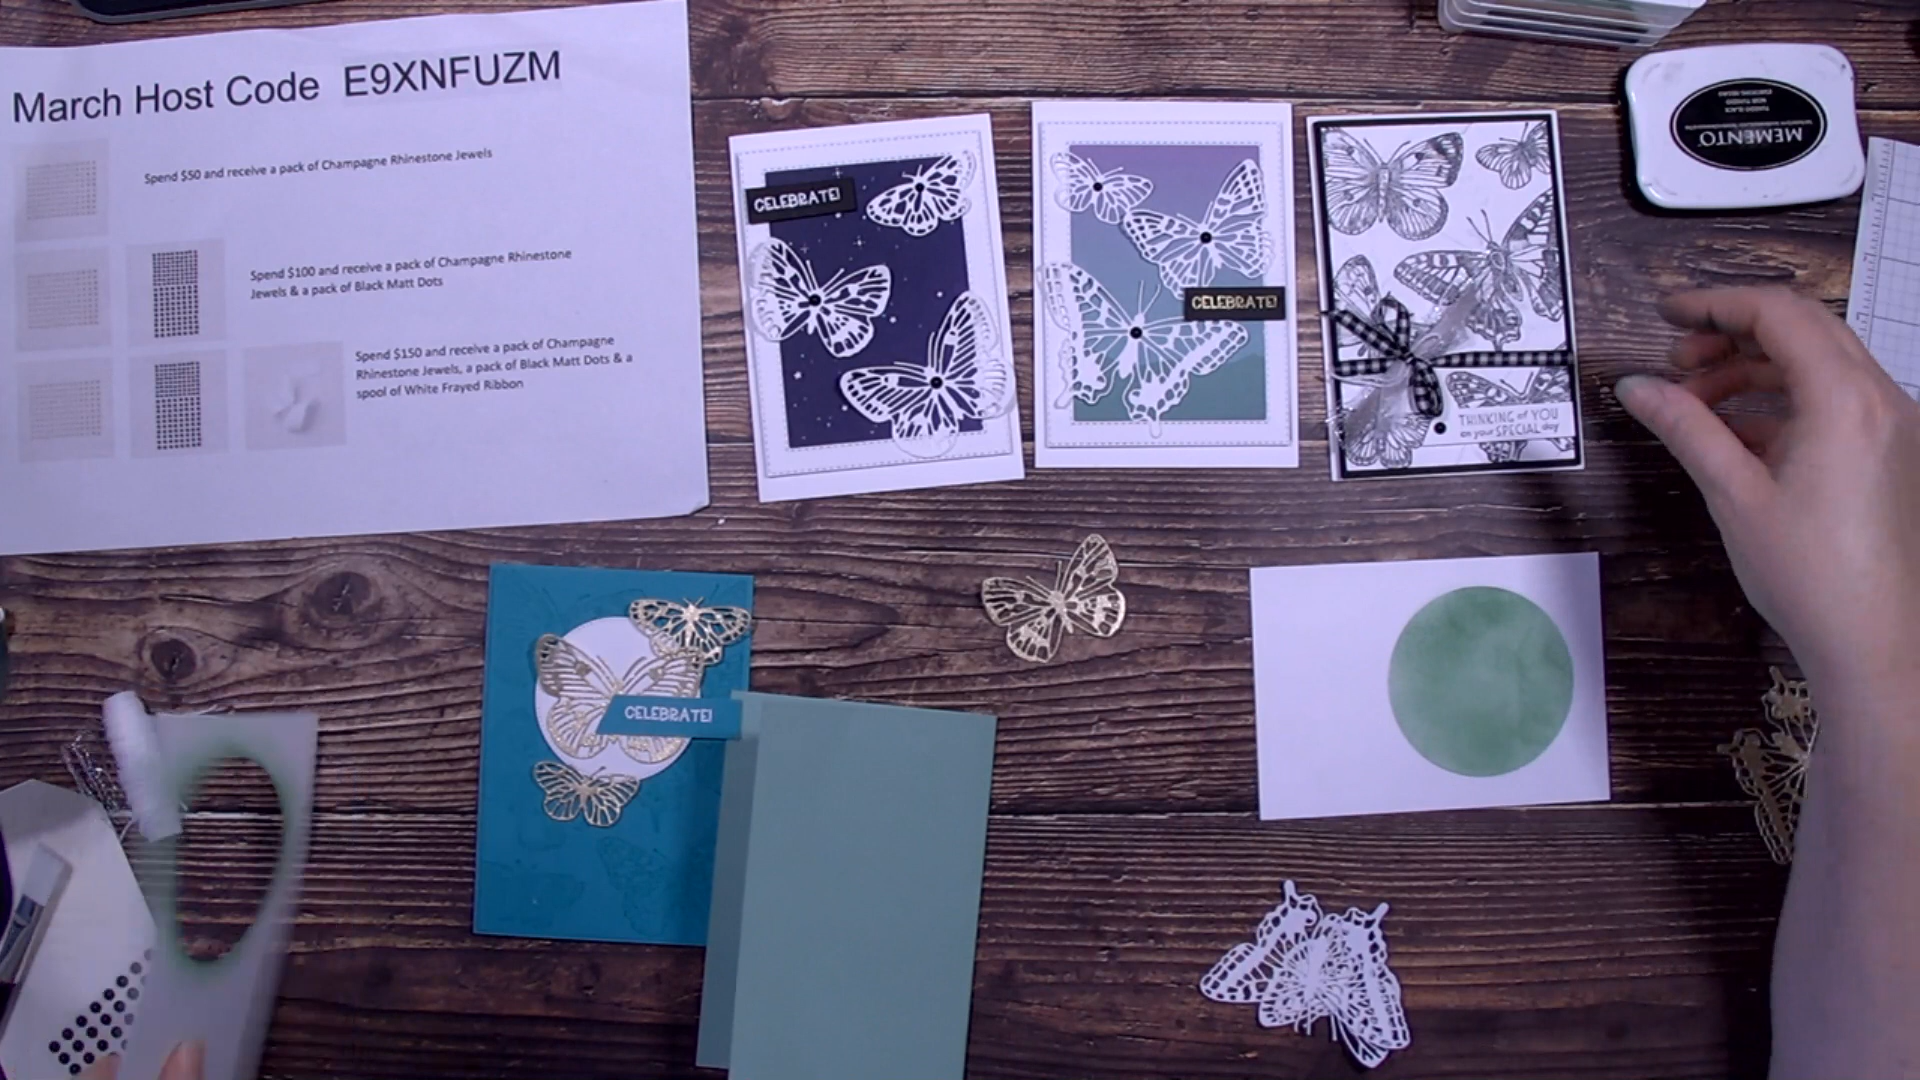 March Host Code E9XNFUZM
Spend $50 and receive a pack of Champagne Rhinestone Jewels
Spend $100 and receive a pack of Champagne Rhinestone
Jewels & a pack of Black Matt Dots
Spend $150 and receive a pack of Champagne
Rhinestone Jewels, a pack of Black Matt Dots & a
spool of White Frayed Ribbon
CELEBRATE!
CELEBRATE!
THINKING of YOU
on your SPECIAL day
MEMENTO
CELEBRATE!